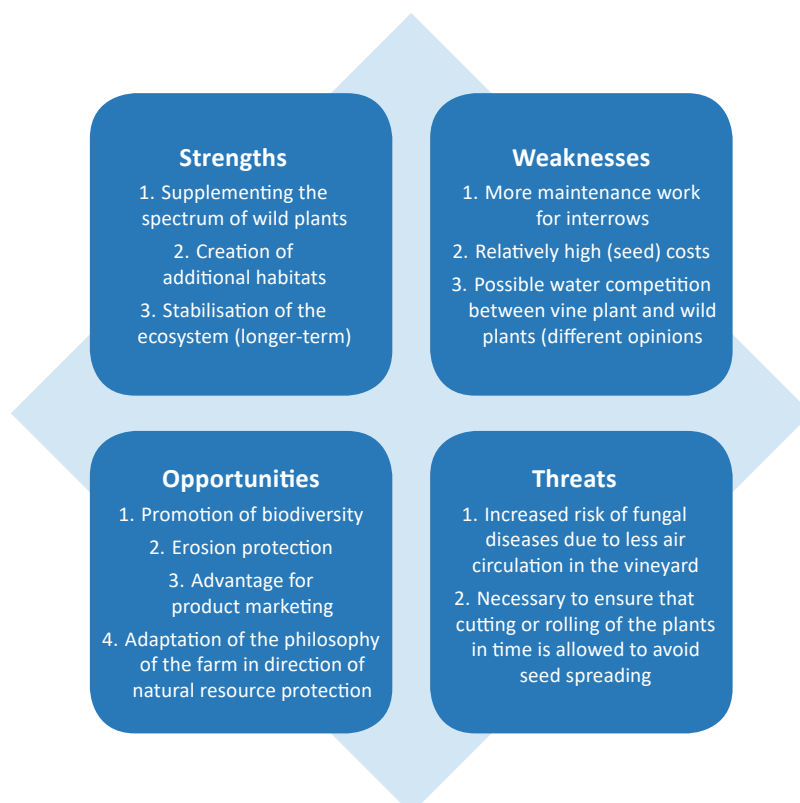 Strengths
1. Supplementing the
spectrum of wild plants
2. Creation of
additional habitats
3. Stabilisation of the
ecosystem (longer-term)
Weaknesses
1. More maintenance work
for interrows
2. Relatively high (seed) costs
3. Possible water competition
between vine plant and wild
plants (different opinions
Opportunities
1. Promotion of biodiversity
2. Erosion protection
3. Advantage for
product marketing
4. Adaptation of the philosophy
of the farm in direction of
natural resource protection
Threats
1. Increased risk of fungal
diseases due to less air
circulation in the vineyard
2. Necessary to ensure that
cutting or rolling of the plants
in time is allowed to avoid
seed spreading